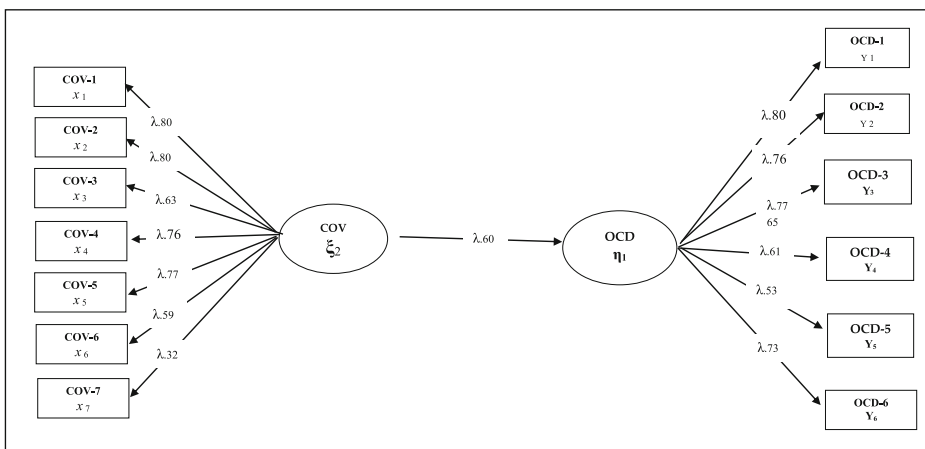 COV-1
x 1
COV-2
x 2
COV-3
x 3
COV-4
x 4
COV-5
x 5
COV-6
x 6
COV-7
x 7
λ.80
λ.80
λ.63
λ.76
λ.77
λ.59
λ.32
COV
ξ2
λ.60
OCD
η1
λ.80
λ.76
λ.77
65
λ.61
λ.53
λ.73
OCD-1
Y 1
OCD-2
Y 2
OCD-3
Y3
OCD-4
Y4
OCD-5
Y5
OCD-6
Y6